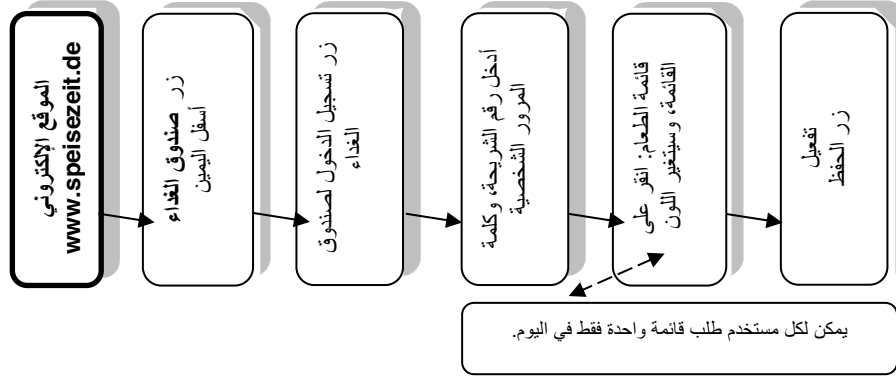 الموقع الإلكتروني
www.speisezeit.de
زر صندوق الغداء
أسفل اليمين
زر تسجيل الدخول لصندوق
الغداء
أدخل رقم الشريحة، وكلمة
المرور الشخصية
قائمة الطعام: انقر على
القائمة، وسيتغير اللون
تفعيل
زر الحفظ
يمكن لكل مستخدم طلب قائمة واحدة فقط في اليوم.